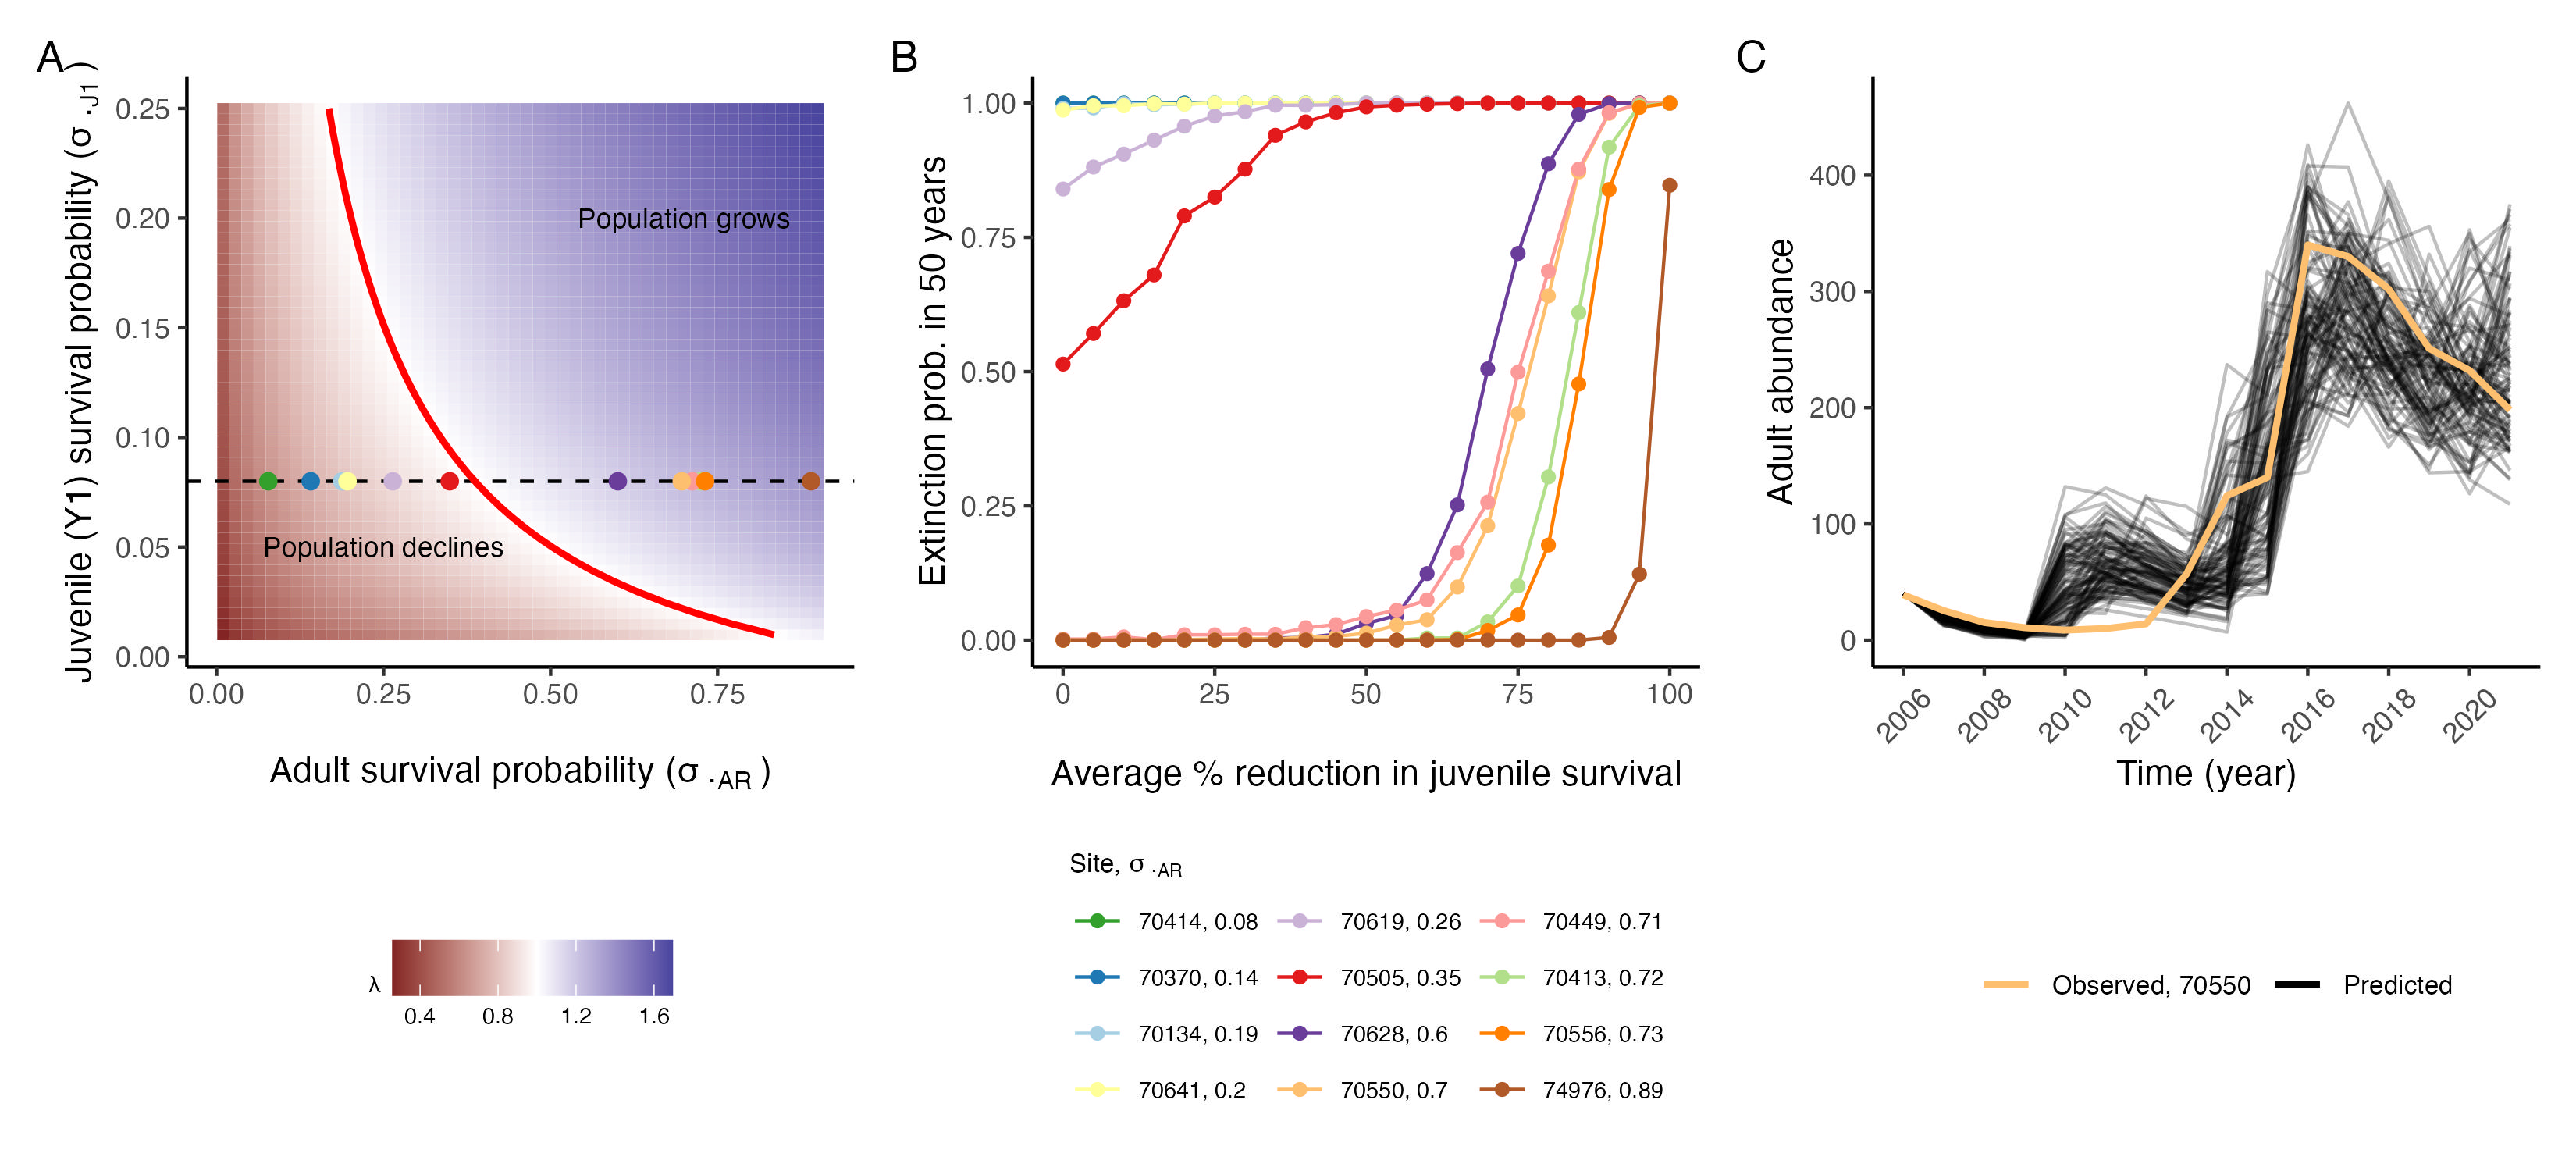 A
B
C
Juvenile (Y1) survival probability (σ ·J1 )
0.25
0.20
0.15
0.10
0.05
0.00
Population grows
Population declines
0.00 0.25 0.50 0.75
Adult survival probability (σ ·AR )
λ
0.4 0.8 1.2 1.6
Extinction prob. in 50 years
1.00
0.75
0.50
0.25
0.00
0 25 50 75 100
Average % reduction in juvenile survival
Site, σ ·AR
70414, 0.08 70619, 0.26 70449, 0.71
70370, 0.14 70505, 0.35 70413, 0.72
70134, 0.19 70628, 0.6 70556, 0.73
70641, 0.2 70550, 0.7 74976, 0.89
Adult abundance
400
300
200
100
0
2006 2008 2010 2012 2014 2016 2018 2020
Time (year)
Observed, 70550 Predicted